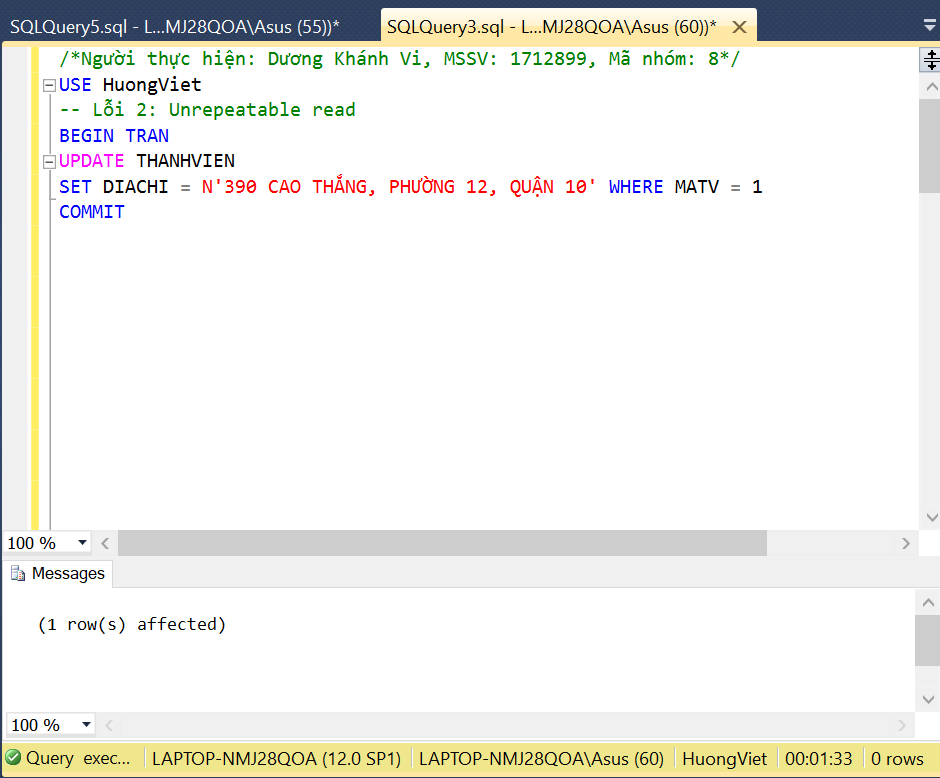 SQLQuery5.sql - L...MJ28QOA\Asus (55))* SQLQuery3.sql - L...MJ28QOA\Asus (60))*
/*Người thực hiện: Dương Khánh Vi, MSSV: 1712899, Mã nhóm: 8*/
USE HuongViet
-- Lỗi 2: Unrepeatable read
BEGIN TRAN
UPDATE THANHVIEN
SET DIACHI = N'390 CAO THẮNG, PHƯỜNG 12, QUẬN 10' WHERE MATV = 1
COMMIT
100 %
Messages
(1 row(s) affected)
100 %
Query exec... LAPTOP-NMJ28QOA (12.0 SP1) LAPTOP-NMJ28QOA\Asus (60) HuongViet 00:01:33 0 rows